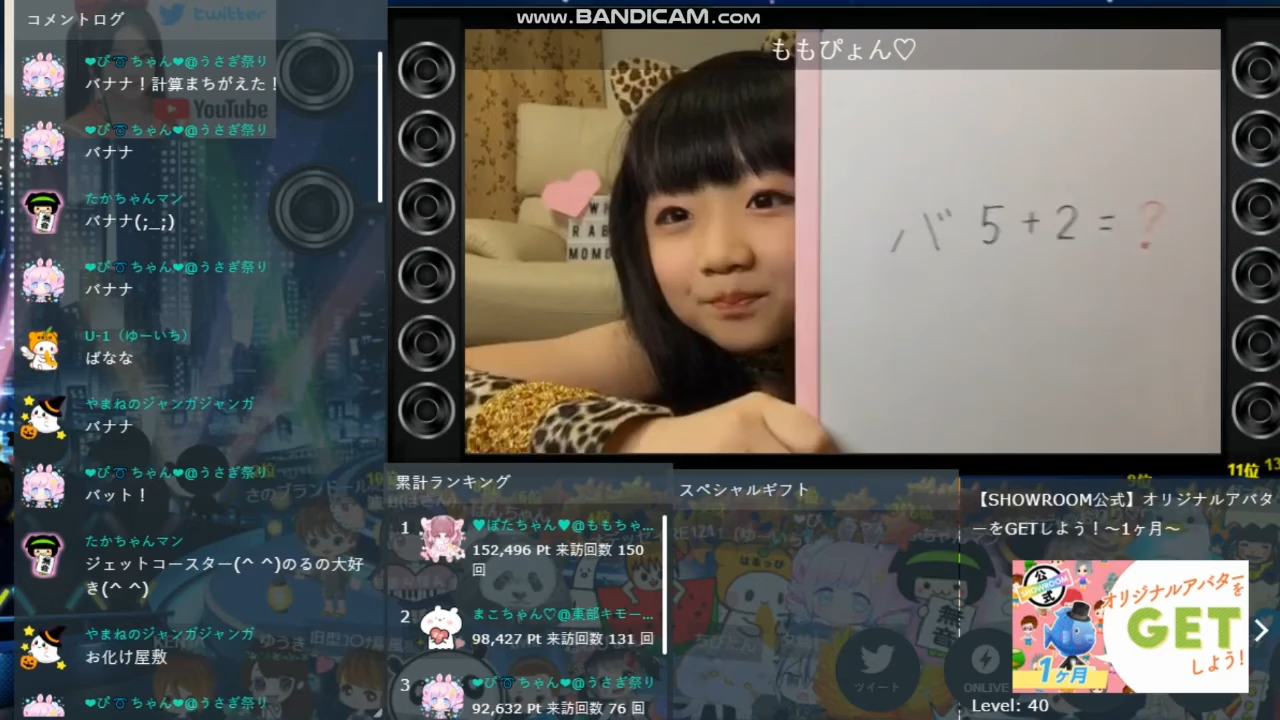 www.BANDICAM.com
コメントログ
twitter
YouTube
❤ぴ➰ちゃん❤@うさぎ祭り
バナナ！計算まちがえた！
❤ぴ➰ちゃん❤@うさぎ祭り
バナナ
たかちゃんマン
バナナ(;_;)
❤ぴ➰ちゃん❤@うさぎ祭り
バナナ
U-1（ゆーいち）
ばなな
やまねのジャンガジャンガ
バナナ
❤ぴ➰ちゃん❤@うさぎ祭り
バット！
たかちゃんマン
ジェットコースター(^ ^)のるの大好
き(^ ^)
やまねのジャンガジャンガ
お化け屋敷
❤ぴ➰ちゃん❤@うさぎ祭り
ももぴょん♡
バ 5+2=?
RAB
MOMO
累計ランキング
1
♥ぽたちゃん♥@ももちゃ...
152,496 Pt 来訪回数 150
回
2
まこちゃん♡@東部キモー...
98,427 Pt 来訪回数 131 回
3
❤ぴ➰ちゃん❤@うさぎ祭り
92,632 Pt 来訪回数 76 回
スペシャルギフト
無音
ツイート
ONLIVE
11位
【SHOWROOM公式】オリジナルアバタ
ーをGETしよう！～1ヶ月～
SHOWROOM
公式
オリジナルアバターを
GET
しよう!
1ヶ月
Level: 40